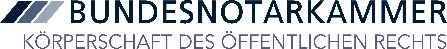 BUNDESNOTARKAMMER
KÖRPERSCHAFT DES ÖFFENTLICHEN RECHTS